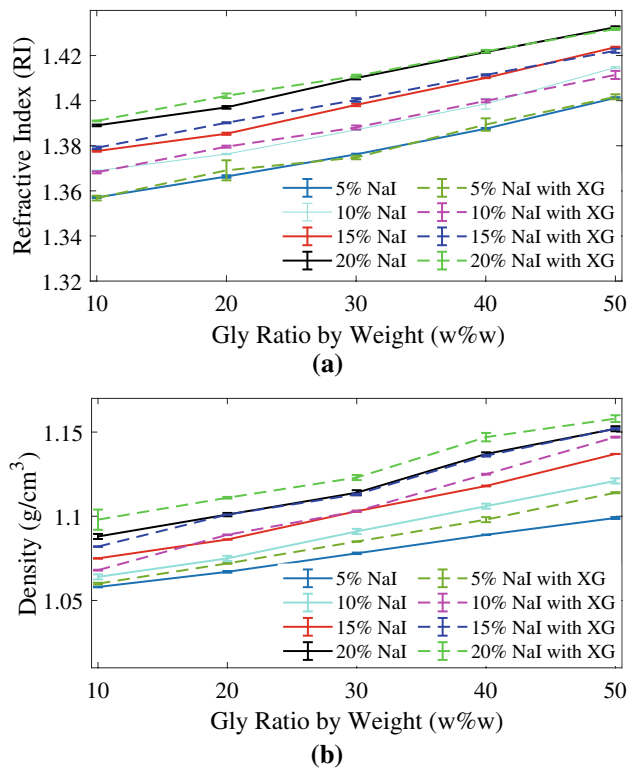 1.42
1.4
1.38
1.36
1.34
1.32
Refractive Index (RI)
5% NaI
10% NaI
15% NaI
20% NaI
5% NaI with XG
10% NaI with XG
15% NaI with XG
20% NaI with XG
10 20 30 40 50
Gly Ratio by Weight (w%w)
(a)
1.15
1.1
1.05
Density (g/cm³)
5% NaI
10% NaI
15% NaI
20% NaI
5% NaI with XG
10% NaI with XG
15% NaI with XG
20% NaI with XG
10 20 30 40 50
Gly Ratio by Weight (w%w)
(b)